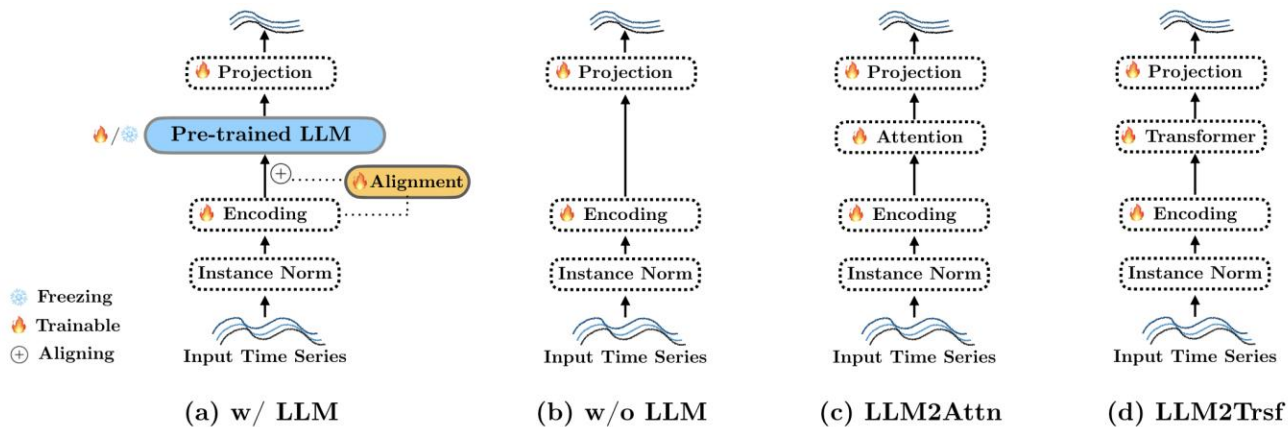 Projection
Pre-trained LLM
/
Alignment
Encoding
Instance Norm
Freezing
Trainable
Aligning
Input Time Series
(a) w/ LLM
Projection
Encoding
Instance Norm
Input Time Series
(b) w/o LLM
Projection
Attention
Encoding
Instance Norm
Input Time Series
(c) LLM2Attn
Projection
Transformer
Encoding
Instance Norm
Input Time Series
(d) LLM2Trsf